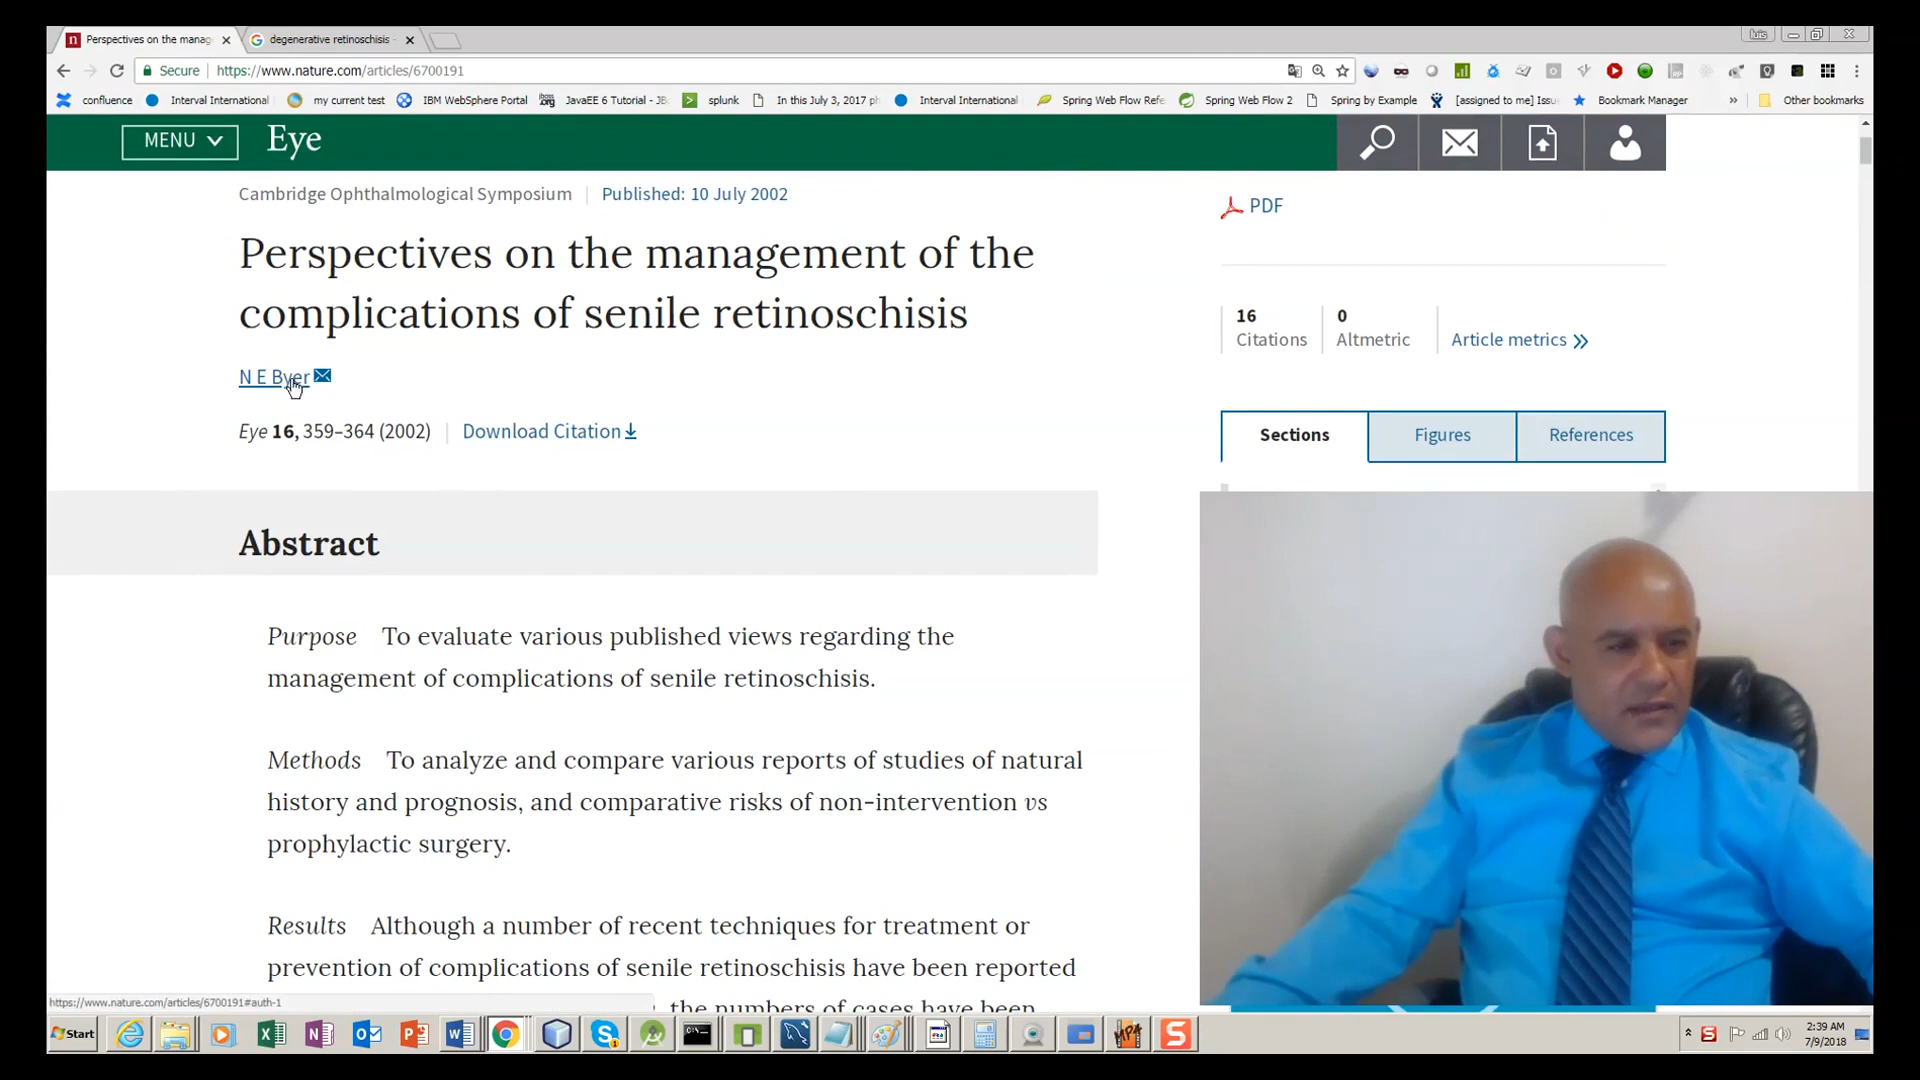 Perspectives on the manag
degenerative retinoschisis -
luis
Secure
https://www.nature.com/articles/6700191
confluence
Interval International
my current test
IBM WebSphere Portal
JavaEE 6 Tutorial - JB
splunk
In this July 3, 2017 ph
Interval International
Spring Web Flow Refe
Spring Web Flow 2
Spring by Example
[assigned to me] Issu
Bookmark Manager
»
Other bookmarks
MENU
Eye
Cambridge Ophthalmological Symposium
Published: 10 July 2002
PDF
Perspectives on the management of the
complications of senile retinoschisis
16
Citations
0
Altmetric
Article metrics
N E Byer
Eye 16, 359–364 (2002)
Download Citation
Sections
Figures
References
Abstract
Purpose To evaluate various published views regarding the
management of complications of senile retinoschisis.
Methods To analyze and compare various reports of studies of natural
history and prognosis, and comparative risks of non-intervention vs
prophylactic surgery.
Results Although a number of recent techniques for treatment or
prevention of complications of senile retinoschisis have been reported
the numbers of cases have been
https://www.nature.com/articles/6700191#auth-1
Start
2:39 AM
7/9/2018